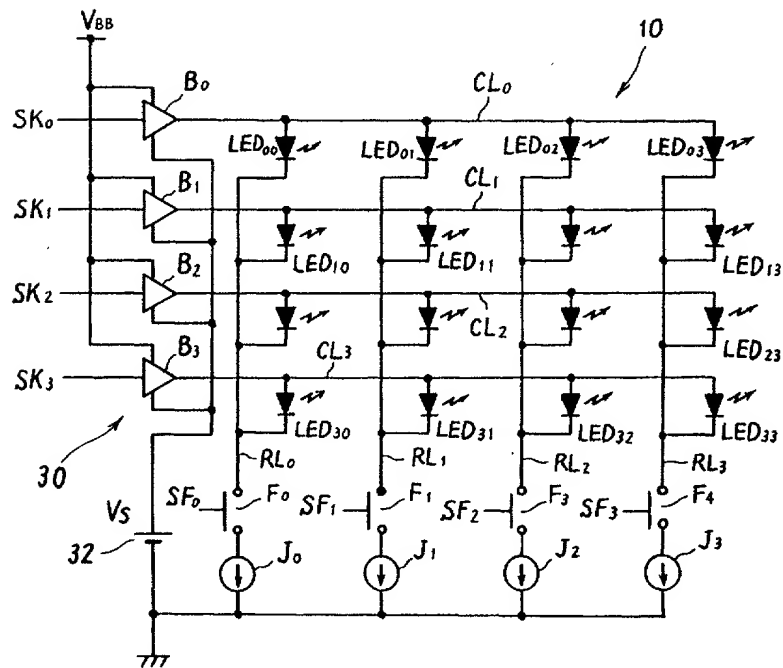 V_BB
10
B₀
CL₀
SK₀
LED₀₀
LED₀₁
LED₀₂
LED₀₃
B₁
CL₁
SK₁
LED₁₀
LED₁₁
LED₁₃
B₂
SK₂
CL₂
LED₂₃
B₃
CL₃
SK₃
LED₃₀
LED₃₁
LED₃₂
LED₃₃
30
RL₀
RL₁
RL₂
RL₃
SF₀
F₀
SF₁
F₁
SF₂
F₃
SF₃
F₄
V_S
32
J₀
J₁
J₂
J₃